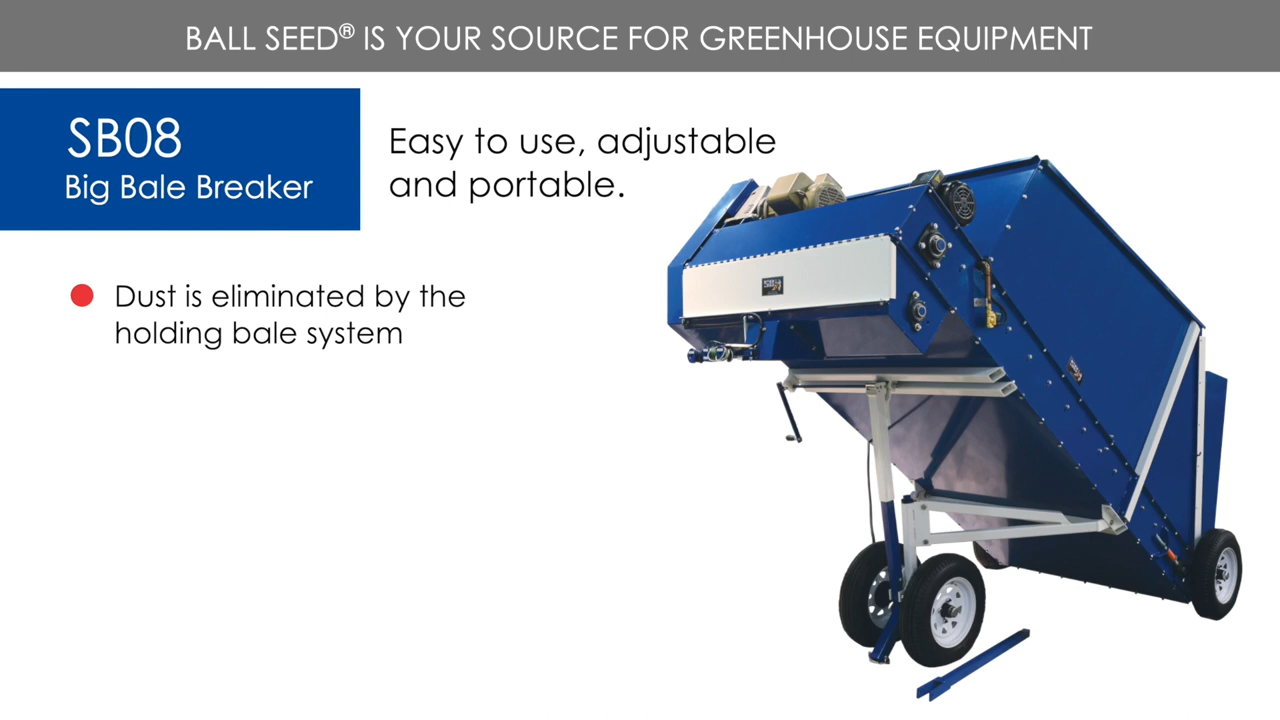 BALL SEED® IS YOUR SOURCE FOR GREENHOUSE EQUIPMENT
SB08
Big Bale Breaker
Easy to use, adjustable
and portable.
Dust is eliminated by the
holding bale system